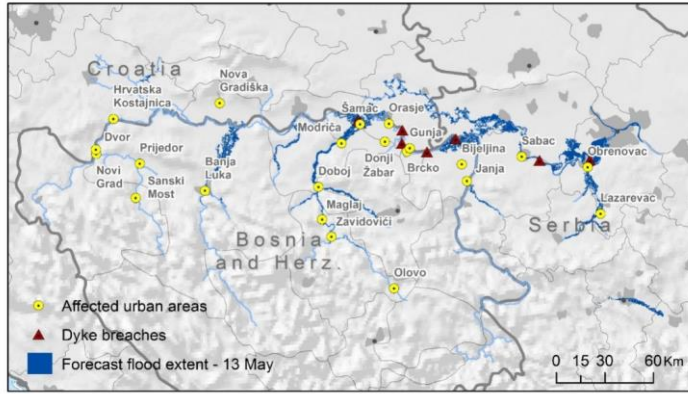 Croatia
Nova
Gradiška
Hrvatska
Kostajnica
Dvor
Novi
Grad
Prijedor
Sanski
Most
Banja
Luka
Modriča
Šamac
Orasje
Gunja
Donji
Žabar
Brčko
Bijeljina
Janja
Sabac
Obrenovac
Lazarevac
Serbia
Doboj
Maglaj
Zavidovići
Bosnia
and Herz.
Olovo
Affected urban areas
Dyke breaches
Forecast flood extent - 13 May
0 15 30 60 Km